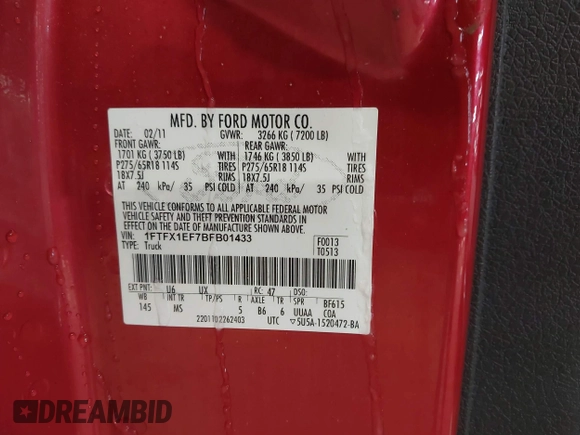 MFD. BY FORD MOTOR CO.
DATE: 02/11 GVWR: 3266 KG ( 7200 LB)
FRONT GAWR: REAR GAWR:
1701 KG ( 3750 LB) WITH 1746 KG ( 3850 LB) WITH
P275/65R18 114S TIRES P275/65R18 114S TIRES
18X7.5J RIMS 18X7.5J RIMS
AT 240 kPa/ 35 PSI COLD AT 240 kPa/ 35 PSI COLD
THIS VEHICLE CONFORMS TO ALL APPLICABLE FEDERAL MOTOR
VEHICLE SAFETY AND THEFT PREVENTION STANDARDS IN
EFFECT ON THE DATE OF MANUFACTURE SHOWN ABOVE.
VIN: 1FTFX1EF7BFB01433 F0013
TYPE: Truck T0513
EXT PNT: U6 UX RC: 47 DSO:
WB INT TR TP/PS R AXLE TR SPR BF615
145 MS 5 B6 6 UUAA COA
2201102262403 UTC ▽5U5A-1520472-BA
DREAMBID